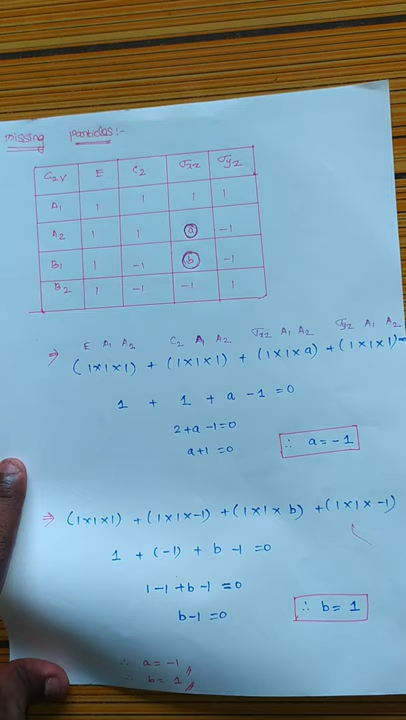 missing particles:-
C2V E C2 σxz σyz
A1 1 1 1 1
A2 1 1 a -1
B1 1 -1 b -1
B2 1 -1 -1 1
E A1 A2 C2 A1 A2 σxz A1 A2 σyz A1 A2
⇒ (1×1×1) + (1×1×1) + (1×1×a) + (1×1×1)=
1 + 1 + a -1 =0
2+a -1=0
a+1 =0 ∴ a=-1
⇒ (1×1×1) + (1×1×-1) + (1×1× b) + (1×1×-1)
1 + (-1) + b -1 =0
1-1 +b -1 =0
b-1 =0 ∴ b= 1
∴ a= -1,
∴ b= 1,